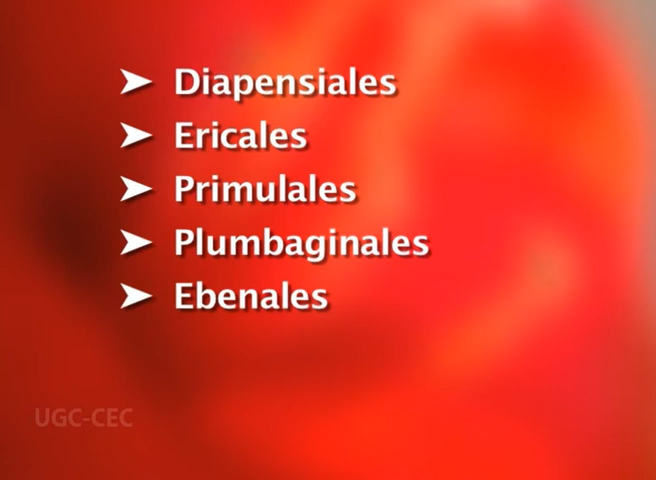 ➤ Diapensiales
➤ Ericales
➤ Primulales
➤ Plumbaginales
➤ Ebenales
UGC-CEC